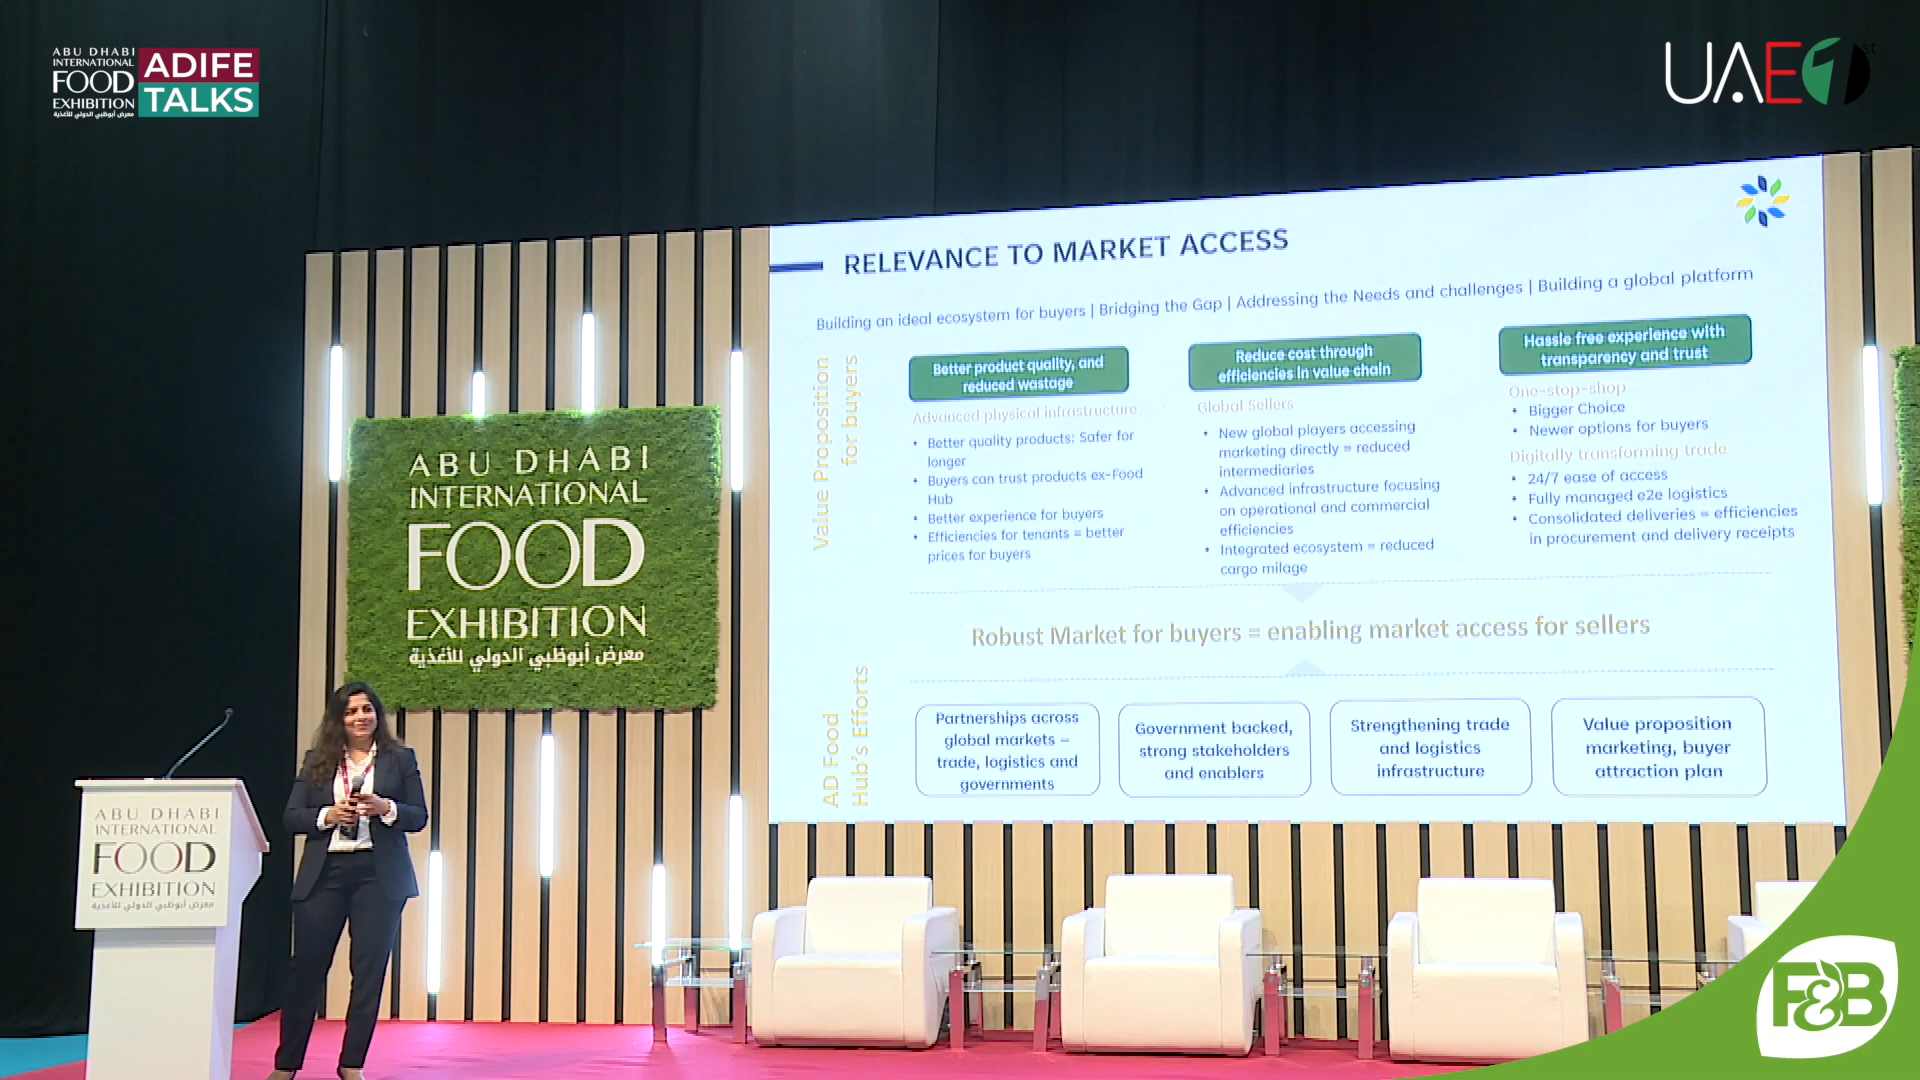 ABU DHABI
INTERNATIONAL
FOOD
EXHIBITION
معرض أبوظبي الدولي للأغذية
ADIFE
TALKS
UAE1st
RELEVANCE TO MARKET ACCESS
Building an ideal ecosystem for buyers | Bridging the Gap | Addressing the Needs and challenges | Building a global platform
Value Proposition
for buyers
Better product quality, and
reduced wastage
Advanced physical infrastructure
• Better quality products: Safer for
longer
• Buyers can trust products ex-Food
Hub
• Better experience for buyers
• Efficiencies for tenants = better
prices for buyers
Reduce cost through
efficiencies in value chain
Global Sellers
• New global players accessing
marketing directly = reduced
intermediaries
• Advanced infrastructure focusing
on operational and commercial
efficiencies
• Integrated ecosystem = reduced
cargo milage
Hassle free experience with
transparency and trust
One-stop-shop
• Bigger Choice
• Newer options for buyers
Digitally transforming trade
• 24/7 ease of access
• Fully managed e2e logistics
• Consolidated deliveries = efficiencies
in procurement and delivery receipts
Robust Market for buyers = enabling market access for sellers
AD Food
Hub's Efforts
Partnerships across
global markets –
trade, logistics and
governments
Government backed,
strong stakeholders
and enablers
Strengthening trade
and logistics
infrastructure
Value proposition
marketing, buyer
attraction plan
ABU DHABI
INTERNATIONAL
FOOD
EXHIBITION
معرض أبوظبي الدولي للأغذية
ABU DHABI
INTERNATIONAL
FOOD
EXHIBITION
معرض أبوظبي الدولي للأغذية
F&B